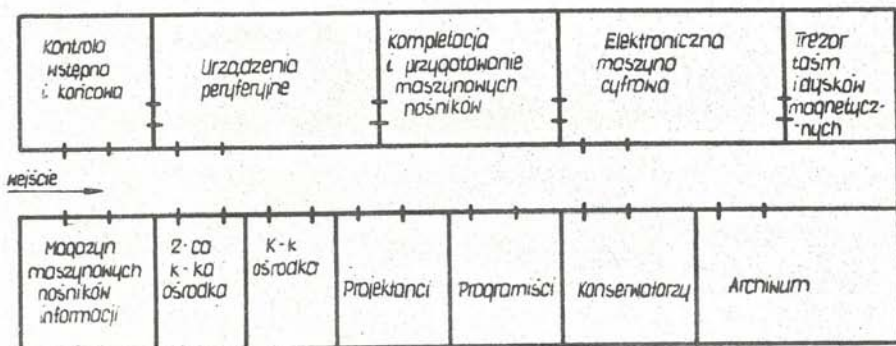 Kontrola
wstępna
i końcowa
Urządzenia
peryferyjne
Kompletacja
i przygotowanie
maszynowych
nośników
Elektroniczna
maszyna
cyfrowa
Trezor
taśm
i dysków
magnetycz-
-nych
wejście
Magazyn
maszynowych
nośników
informacji
Z-ca
k-ka
ośrodka
K-k
ośrodka
Projektanci
Programiści
Konserwatorzy
Archiwum